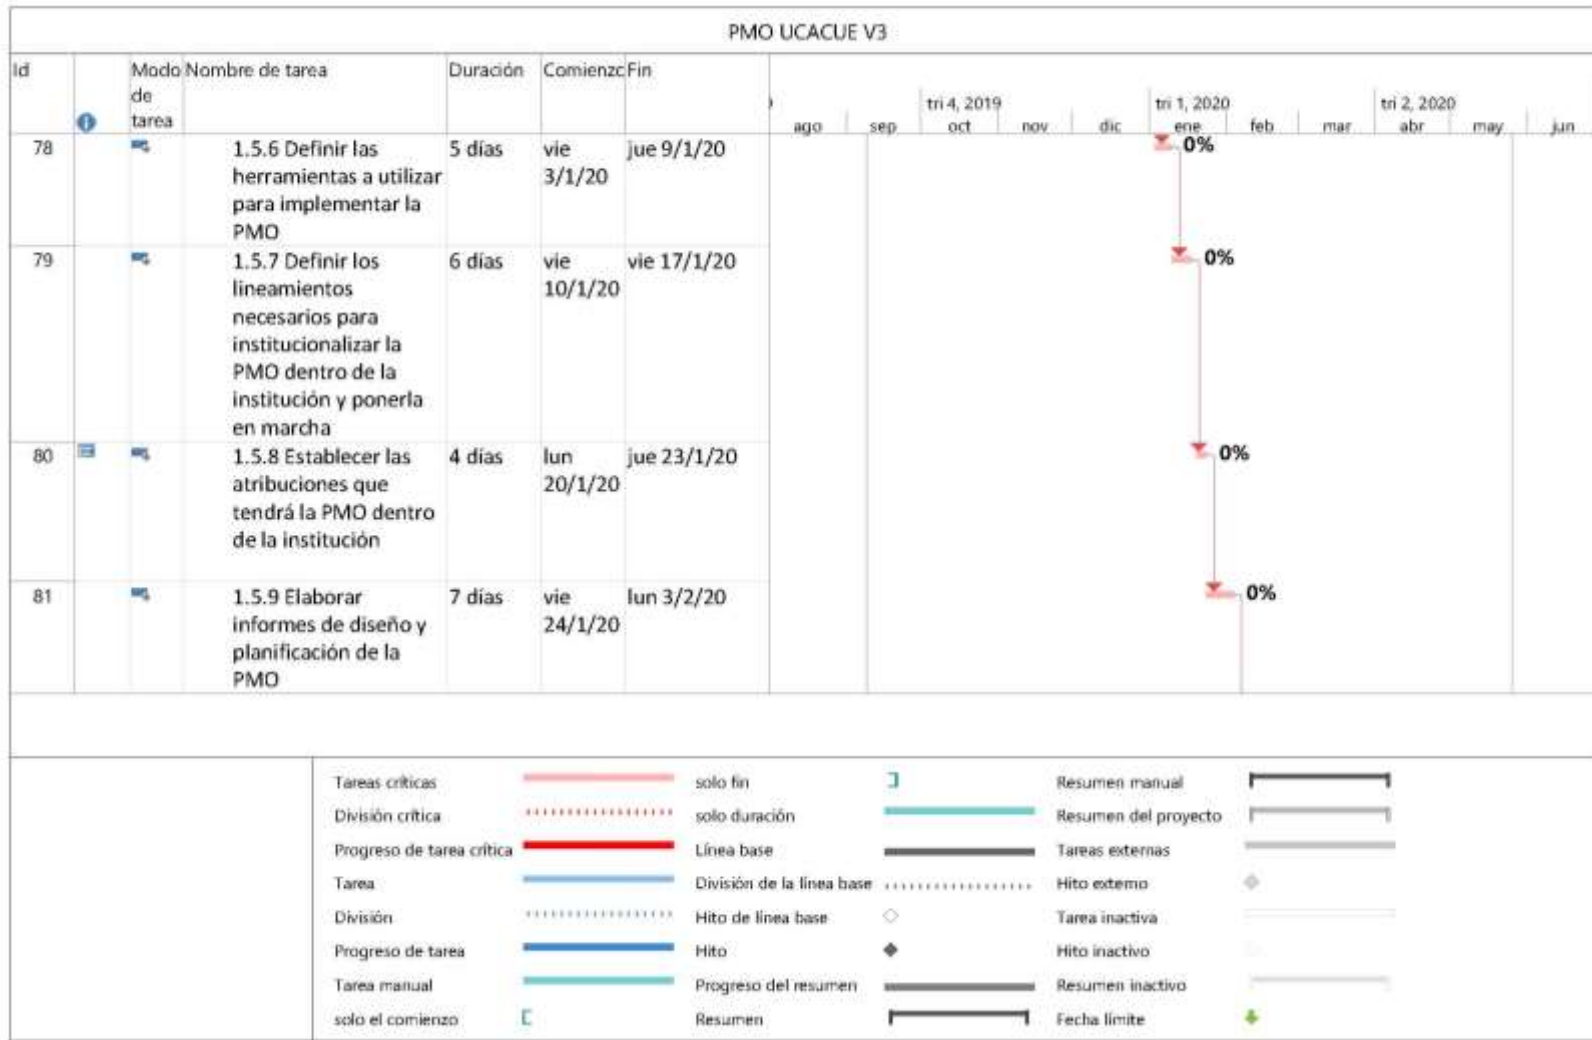 PMO UCACUE V3
Id
Modo
de
tarea
Nombre de tarea
Duración
Comienzo
Fin
tri 4, 2019
tri 1, 2020
tri 2, 2020
ago
sep
oct
nov
dic
ene
feb
mar
abr
may
jun
78
1.5.6 Definir las
herramientas a utilizar
para implementar la
PMO
5 días
vie
3/1/20
jue 9/1/20
0%
79
1.5.7 Definir los
lineamientos
necesarios para
institucionalizar la
PMO dentro de la
institución y ponerla
en marcha
6 días
vie
10/1/20
vie 17/1/20
0%
80
1.5.8 Establecer las
atribuciones que
tendrá la PMO dentro
de la institución
4 días
lun
20/1/20
jue 23/1/20
0%
81
1.5.9 Elaborar
informes de diseño y
planificación de la
PMO
7 días
vie
24/1/20
lun 3/2/20
0%
Tareas críticas
División crítica
Progreso de tarea crítica
Tarea
División
Progreso de tarea
Tarea manual
solo el comienzo
solo fin
solo duración
Línea base
División de la línea base
Hito de línea base
Hito
Progreso del resumen
Resumen
Resumen manual
Resumen del proyecto
Tareas externas
Hito externo
Tarea inactiva
Hito inactivo
Resumen inactivo
Fecha límite